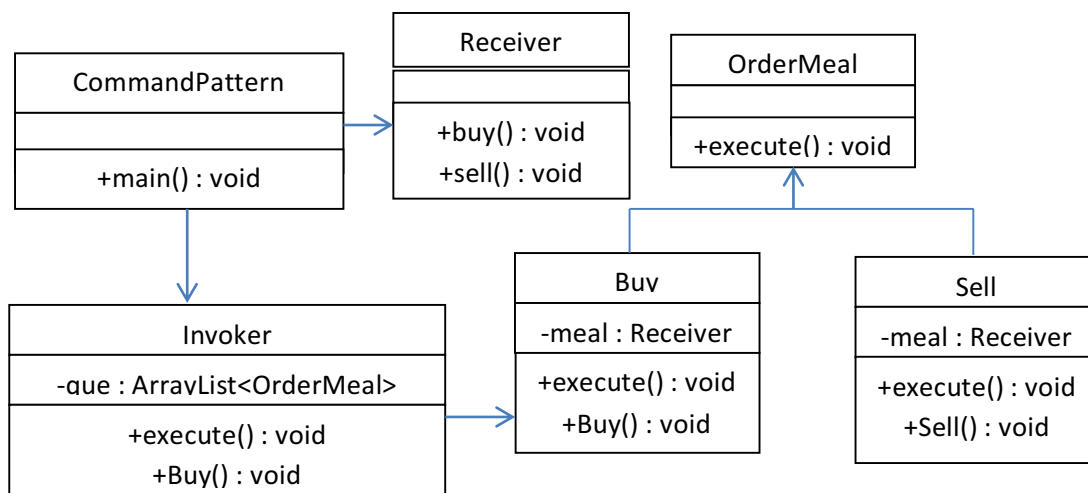 CommandPattern
+main() : void
Receiver
+buy() : void
+sell() : void
OrderMeal
+execute() : void
Invoker
-que : ArrayList<OrderMeal>
+execute() : void
+Buy() : void
Buy
-meal : Receiver
+execute() : void
+Buy() : void
Sell
-meal : Receiver
+execute() : void
+Sell() : void